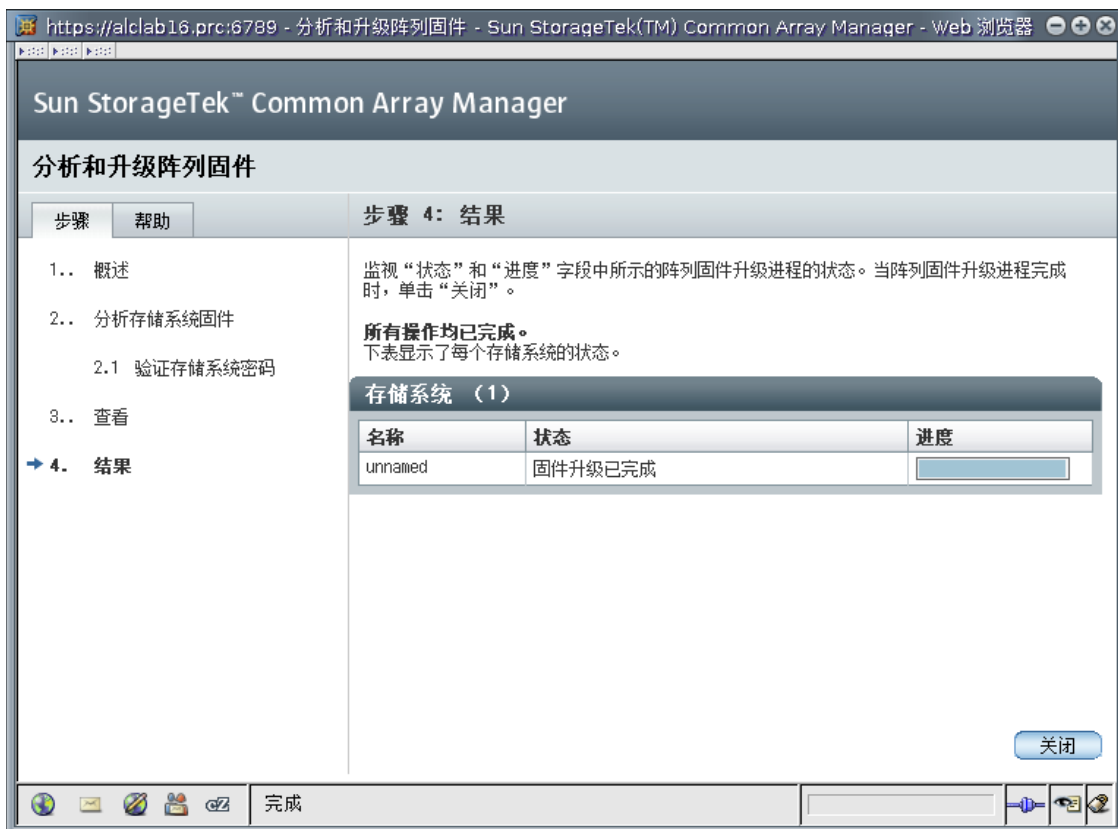 https://alclab16.prc:6789 - 分析和升级阵列固件 - Sun StorageTek(TM) Common Array Manager - Web 浏览器
Sun StorageTek™ Common Array Manager
分析和升级阵列固件
步骤 帮助
1.. 概述
2.. 分析存储系统固件
2.1 验证存储系统密码
3.. 查看
4. 结果
步骤 4: 结果
监视“状态”和“进度”字段中所示的阵列固件升级进程的状态。当阵列固件升级进程完成
时，单击“关闭”。
所有操作均已完成。
下表显示了每个存储系统的状态。
存储系统 （1）
名称 状态 进度
unnamed 固件升级已完成
关闭
完成